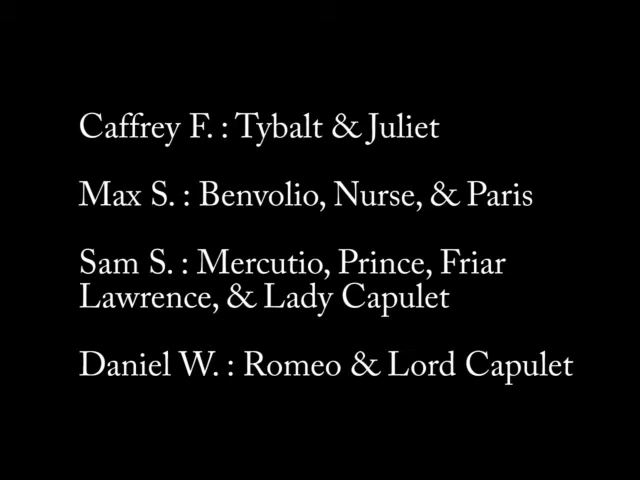 Caffrey F. : Tybalt & Juliet
Max S. : Benvolio, Nurse, & Paris
Sam S. : Mercutio, Prince, Friar
Lawrence, & Lady Capulet
Daniel W. : Romeo & Lord Capulet